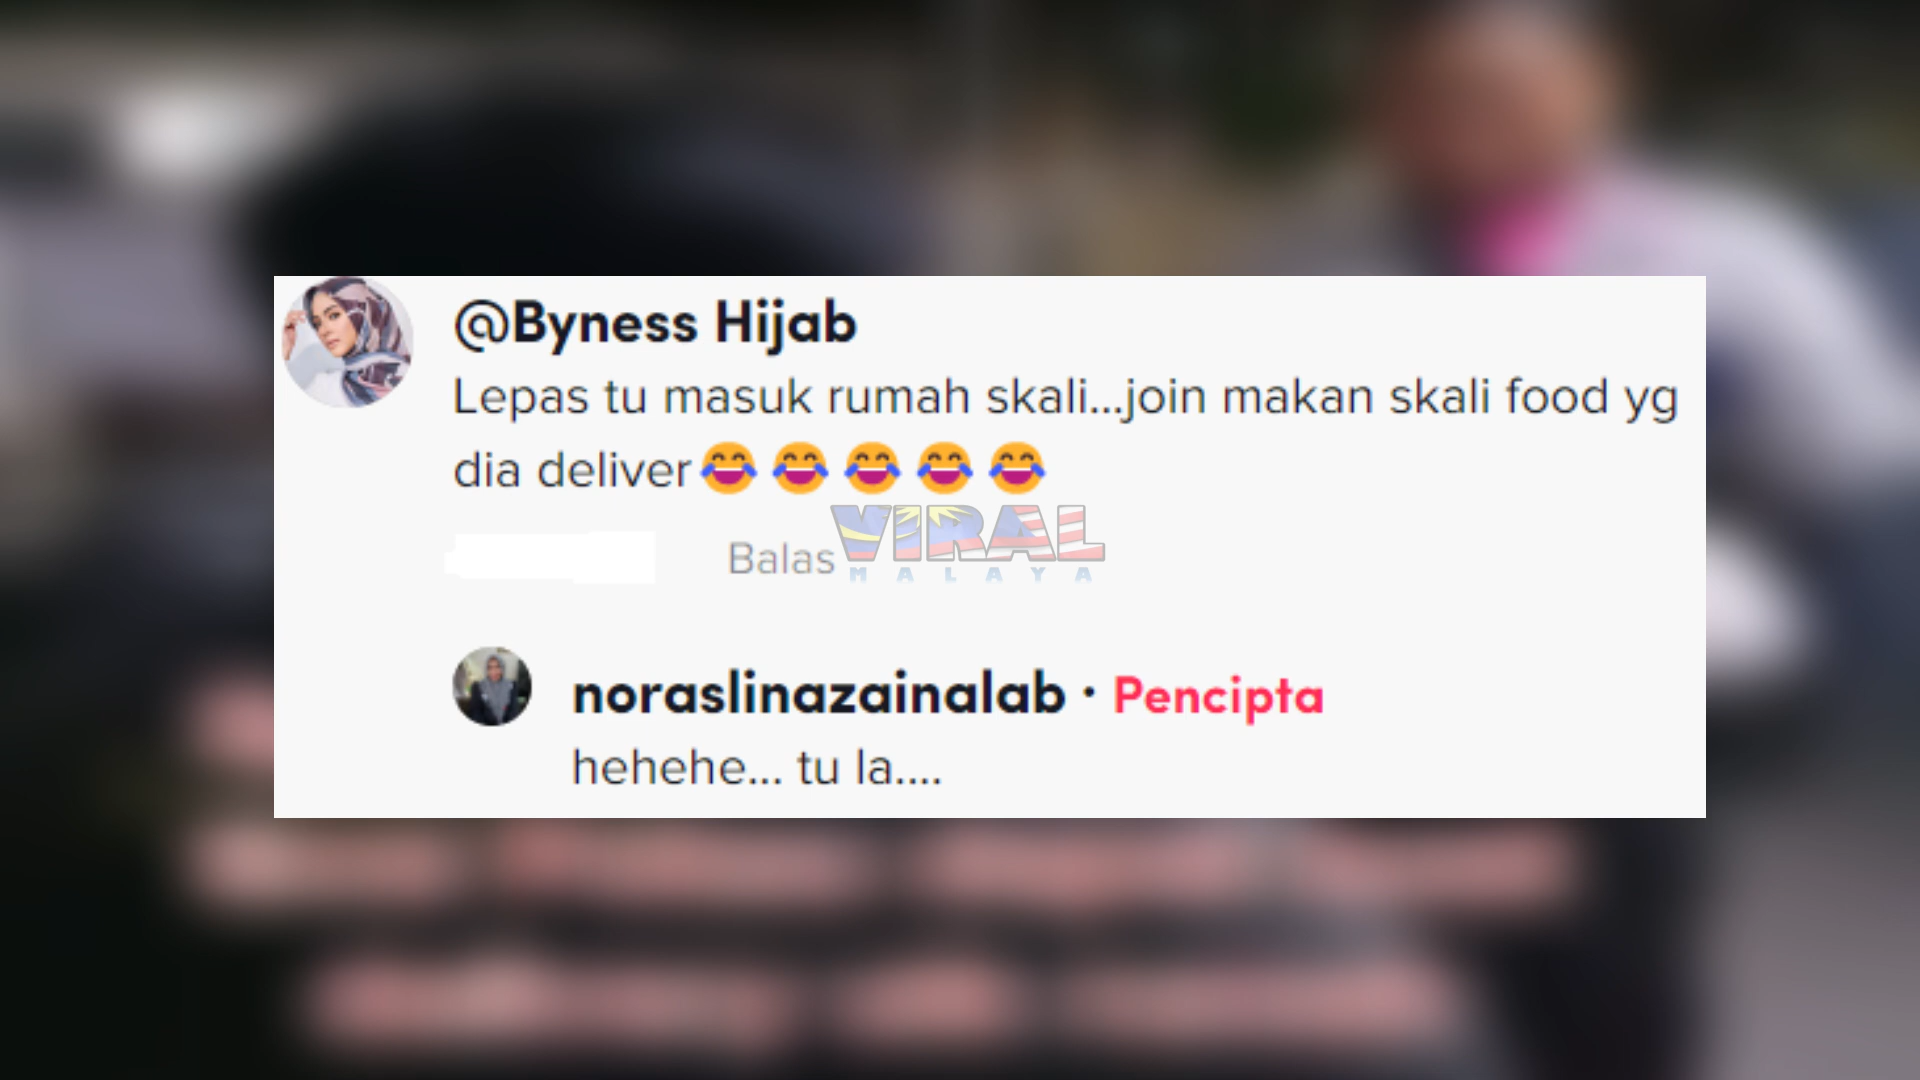 @Byness Hijab
Lepas tu masuk rumah skali...join makan skali food yg
dia deliver😂😂😂😂😂
Balas
VIRAL
MALAYA
noraslinazainalab · Pencipta
hehehe... tu la....